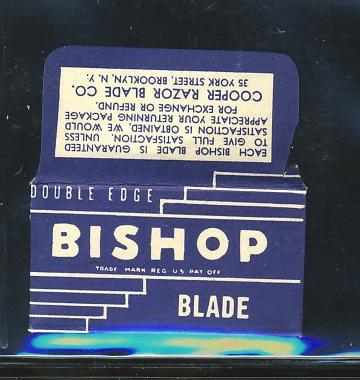 EACH BISHOP BLADE IS GUARANTEED
TO GIVE FULL SATISFACTION. UNLESS
SATISFACTION IS OBTAINED, WE WOULD
APPRECIATE YOUR RETURNING PACKAGE
FOR EXCHANGE OR REFUND.
COOPER RAZOR BLADE CO.
35 YORK STREET, BROOKLYN, N. Y.
DOUBLE EDGE
BISHOP
TRADE MARK REG US PAT OFF
BLADE